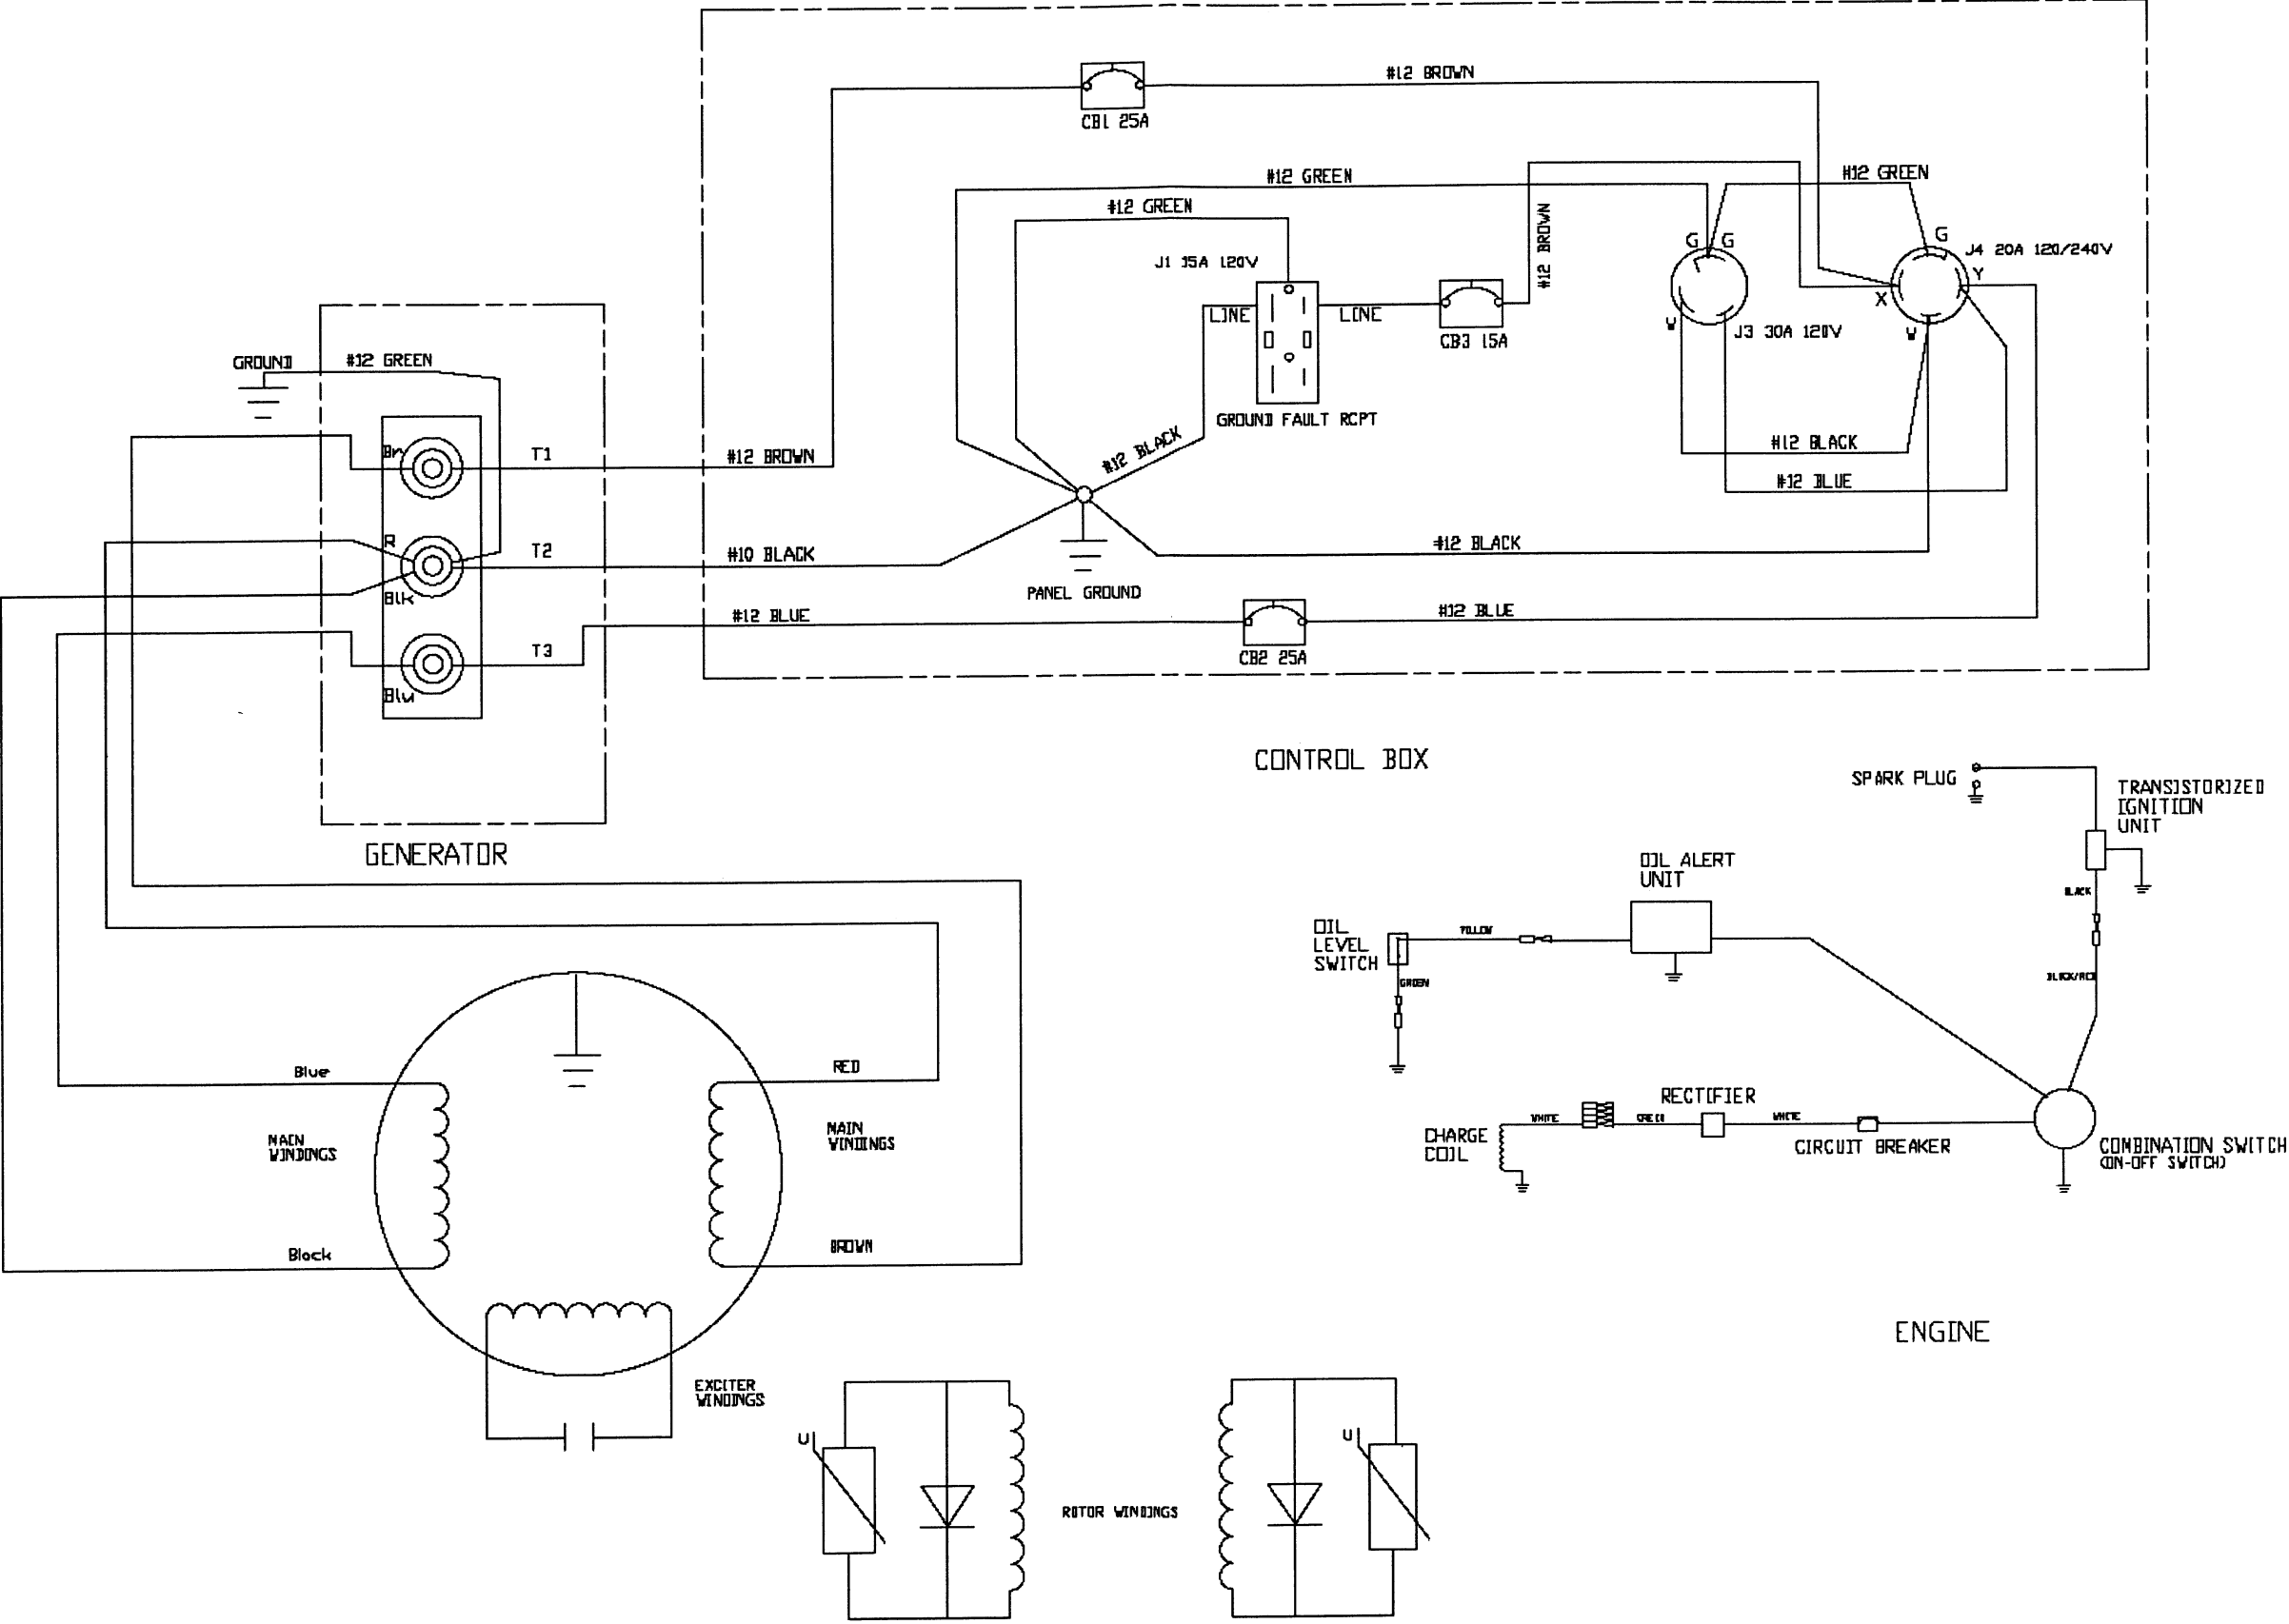 #12 BROWN
CB1 25A
#12 GREEN
#12 GREEN
#12 GREEN
#12 BROWN
G
G
G
J4 20A 120/240V
Y
X
W
W
J1 15A 120V
LINE
LINE
CB3 15A
J3 30A 120V
GROUND FAULT RCPT
GROUND
#12 GREEN
Br
T1
#12 BROWN
#12 BLACK
#12 BLACK
#12 BLUE
R
T2
#10 BLACK
#12 BLACK
Blk
PANEL GROUND
#12 BLUE
#12 BLUE
T3
CB2 25A
Blu
CONTROL BOX
GENERATOR
SPARK PLUG
TRANSISTORIZED
IGNITION
UNIT
OIL ALERT
UNIT
BLACK
OIL
LEVEL
SWITCH
YELLOW
GREEN
BLACK/RED
Blue
RED
MAIN
WINDINGS
MAIN
WINDINGS
RECTIFIER
WHITE
GREEN
WHITE
CHARGE
COIL
CIRCUIT BREAKER
COMBINATION SWITCH
(ON-OFF SWITCH)
Black
BROWN
ENGINE
EXCITER
WINDINGS
U
U
ROTOR WINDINGS